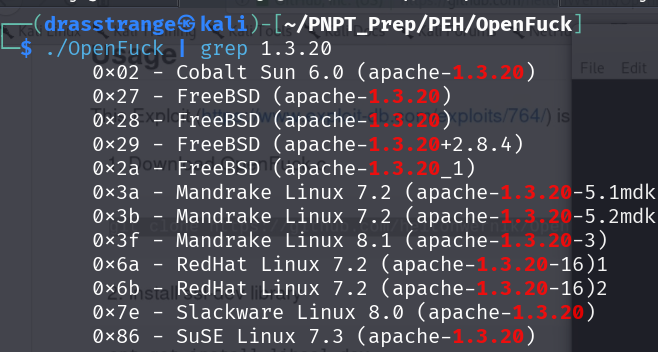 (drasstrange㉿kali)-[~/PNPT_Prep/PEH/OpenFuck]
$ ./OpenFuck | grep 1.3.20
0×02 - Cobalt Sun 6.0 (apache-1.3.20)
0×27 - FreeBSD (apache-1.3.20)
0×28 - FreeBSD (apache-1.3.20)
0×29 - FreeBSD (apache-1.3.20+2.8.4)
0×2a - FreeBSD (apache-1.3.20_1)
0×3a - Mandrake Linux 7.2 (apache-1.3.20-5.1mdk
0×3b - Mandrake Linux 7.2 (apache-1.3.20-5.2mdk
0×3f - Mandrake Linux 8.1 (apache-1.3.20-3)
0×6a - RedHat Linux 7.2 (apache-1.3.20-16)1
0×6b - RedHat Linux 7.2 (apache-1.3.20-16)2
0×7e - Slackware Linux 8.0 (apache-1.3.20)
0×86 - SuSE Linux 7.3 (apache-1.3.20)
Usage
File Edit